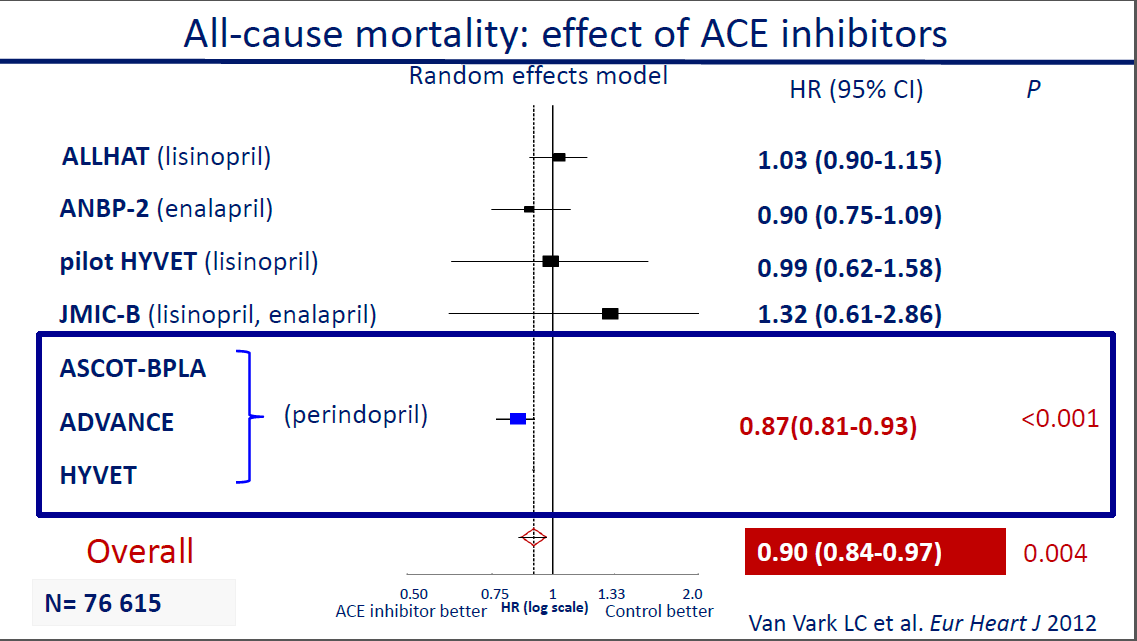 All-cause mortality: effect of ACE inhibitors
Random effects model
HR (95% CI)
P
ALLHAT (lisinopril)
1.03 (0.90-1.15)
ANBP-2 (enalapril)
0.90 (0.75-1.09)
pilot HYVET (lisinopril)
0.99 (0.62-1.58)
JMIC-B (lisinopril, enalapril)
1.32 (0.61-2.86)
ASCOT-BPLA
ADVANCE
(perindopril)
0.87(0.81-0.93)
<0.001
HYVET
Overall
0.90 (0.84-0.97)
0.004
0.50 0.75 1 1.33 2.0
ACE inhibitor better HR (log scale) Control better
N= 76 615
Van Vark LC et al. Eur Heart J 2012